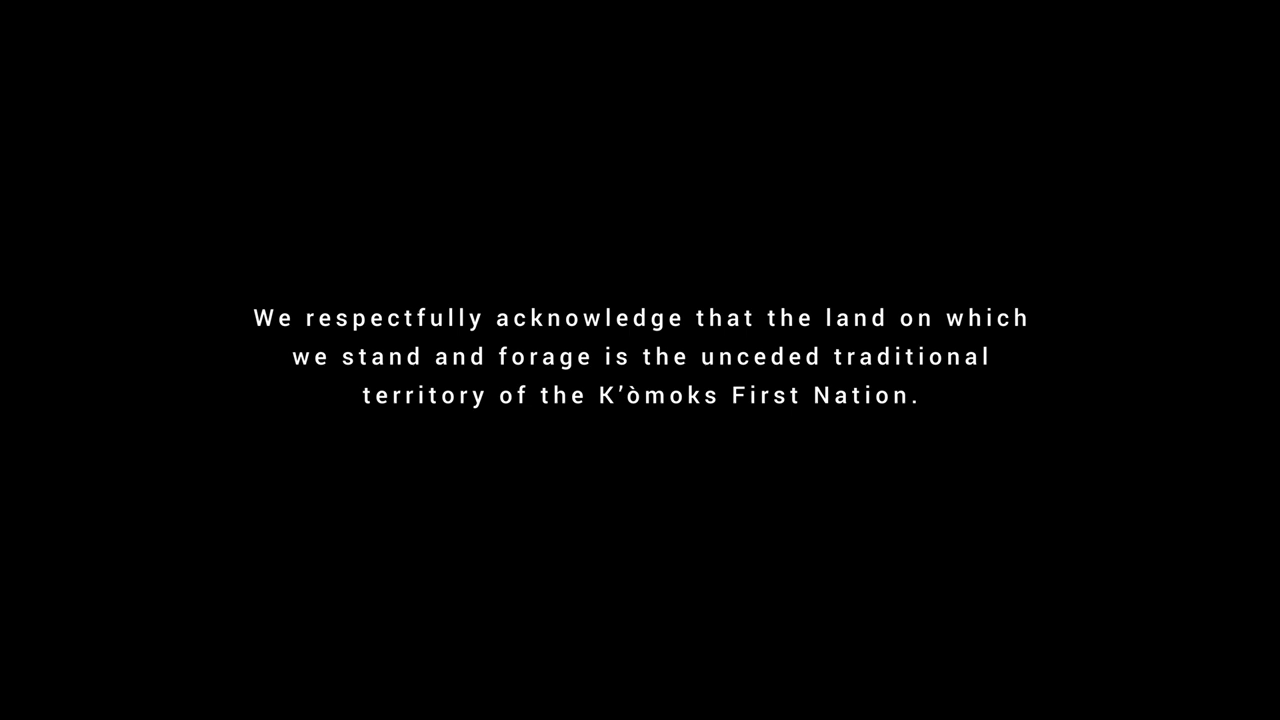 We respectfully acknowledge that the land on which
we stand and forage is the unceded traditional
territory of the K’òmoks First Nation.